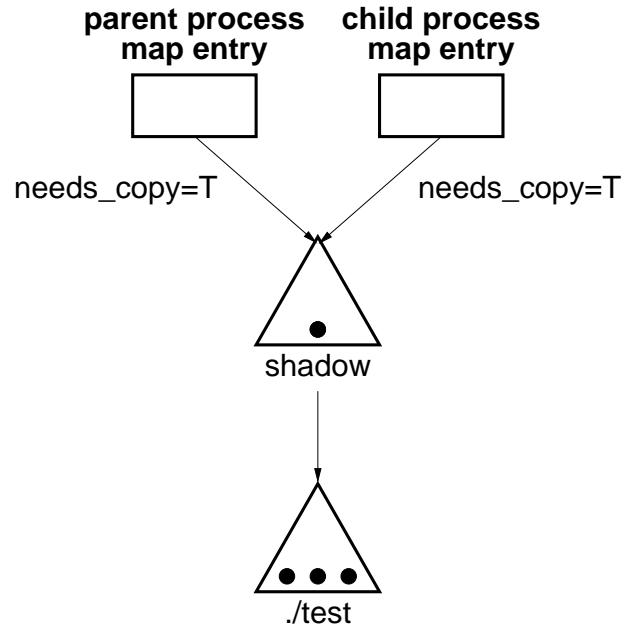 parent process
map entry
child process
map entry
needs_copy=T
needs_copy=T
shadow
./test